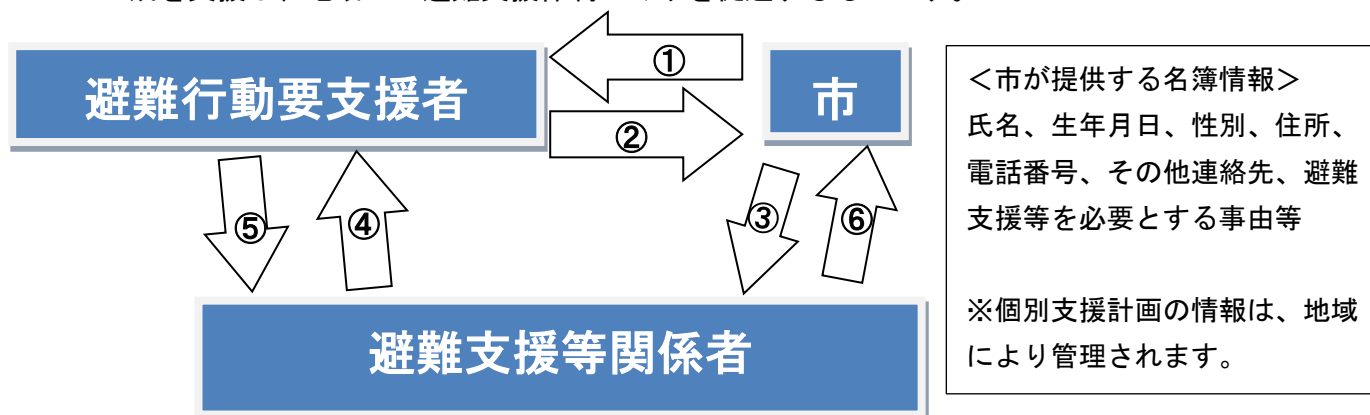 ①
避難行動要支援者
市
②
⑤
④
③
⑥
避難支援等関係者
＜市が提供する名簿情報＞
氏名、生年月日、性別、住所、
電話番号、その他連絡先、避難
支援等を必要とする事由等
※個別支援計画の情報は、地域
により管理されます。